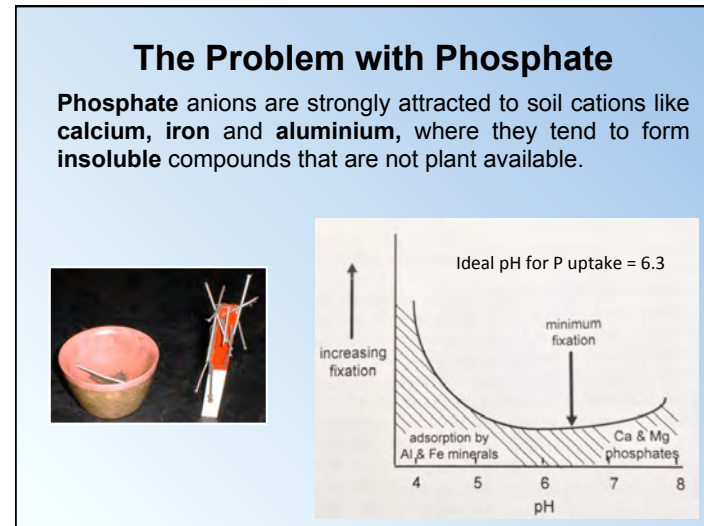 The Problem with Phosphate
Phosphate anions are strongly attracted to soil cations like
calcium, iron and aluminium, where they tend to form
insoluble compounds that are not plant available.
Ideal pH for P uptake = 6.3
increasing
fixation
minimum
fixation
adsorption by
Al & Fe minerals
Ca & Mg
phosphates
4 5 6 7 8
pH